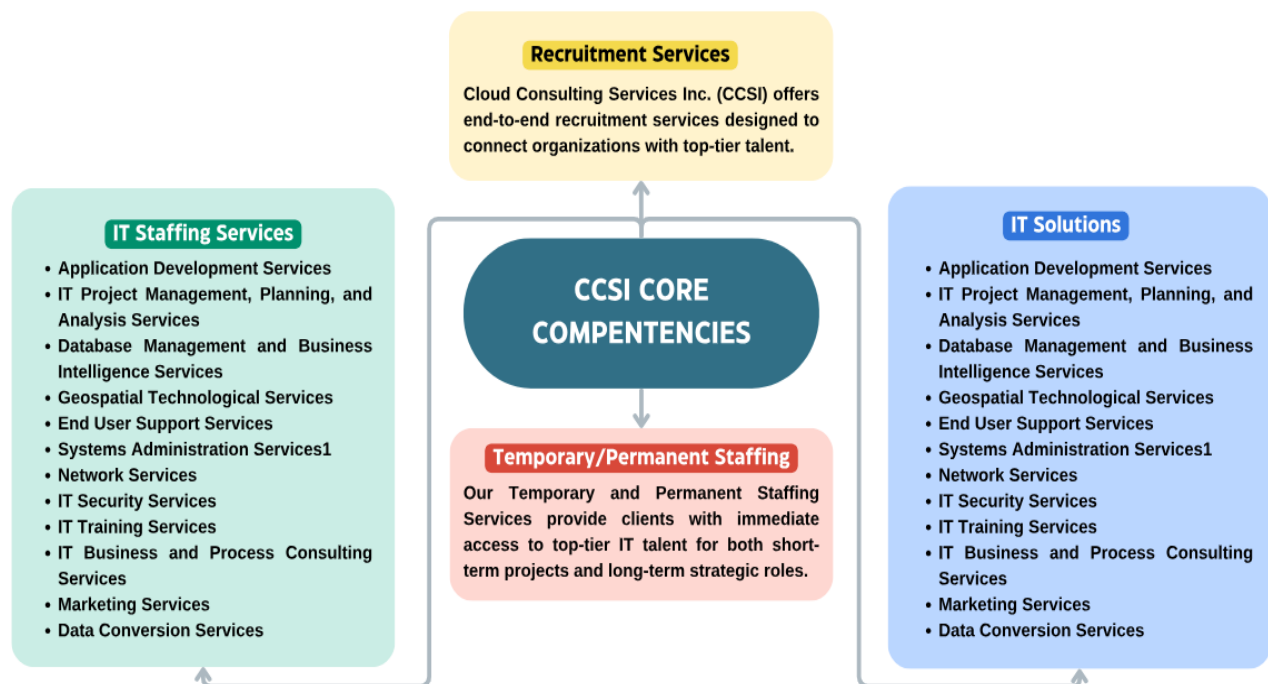 Recruitment Services
Cloud Consulting Services Inc. (CCSI) offers
end-to-end recruitment services designed to
connect organizations with top-tier talent.
IT Staffing Services
• Application Development Services
• IT Project Management, Planning, and
Analysis Services
• Database Management and Business
Intelligence Services
• Geospatial Technological Services
• End User Support Services
• Systems Administration Services1
• Network Services
• IT Security Services
• IT Training Services
• IT Business and Process Consulting
Services
• Marketing Services
• Data Conversion Services
CCSI CORE
COMPENTENCIES
Temporary/Permanent Staffing
Our Temporary and Permanent Staffing
Services provide clients with immediate
access to top-tier IT talent for both short-
term projects and long-term strategic roles.
IT Solutions
• Application Development Services
• IT Project Management, Planning, and
Analysis Services
• Database Management and Business
Intelligence Services
• Geospatial Technological Services
• End User Support Services
• Systems Administration Services1
• Network Services
• IT Security Services
• IT Training Services
• IT Business and Process Consulting
Services
• Marketing Services
• Data Conversion Services